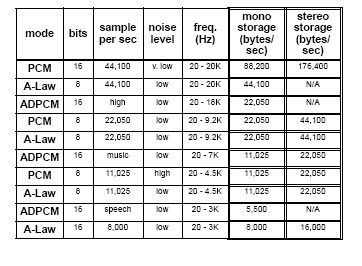 mode bits sample per sec noise level freq. (Hz) mono storage (bytes/ sec) stereo storage (bytes/ sec)
PCM 16 44,100 v. low 20 - 20K 88,200 176,400
A-Law 8 44,100 low 20 - 20K 44,100 N/A
ADPCM 16 high low 20 - 18K 22,050 N/A
PCM 8 22,050 low 20 - 9.2K 22,050 44,100
A-Law 8 22,050 low 20 - 9.2K 22,050 44,100
ADPCM 16 music low 20 - 7K 11,025 22,050
PCM 8 11,025 high 20 - 4.5K 11,025 22,050
A-Law 8 11,025 low 20 - 4.5K 11,025 22,050
ADPCM 16 speech low 20 - 3K 5,500 N/A
A-Law 16 8,000 low 20 - 3K 8,000 16,000